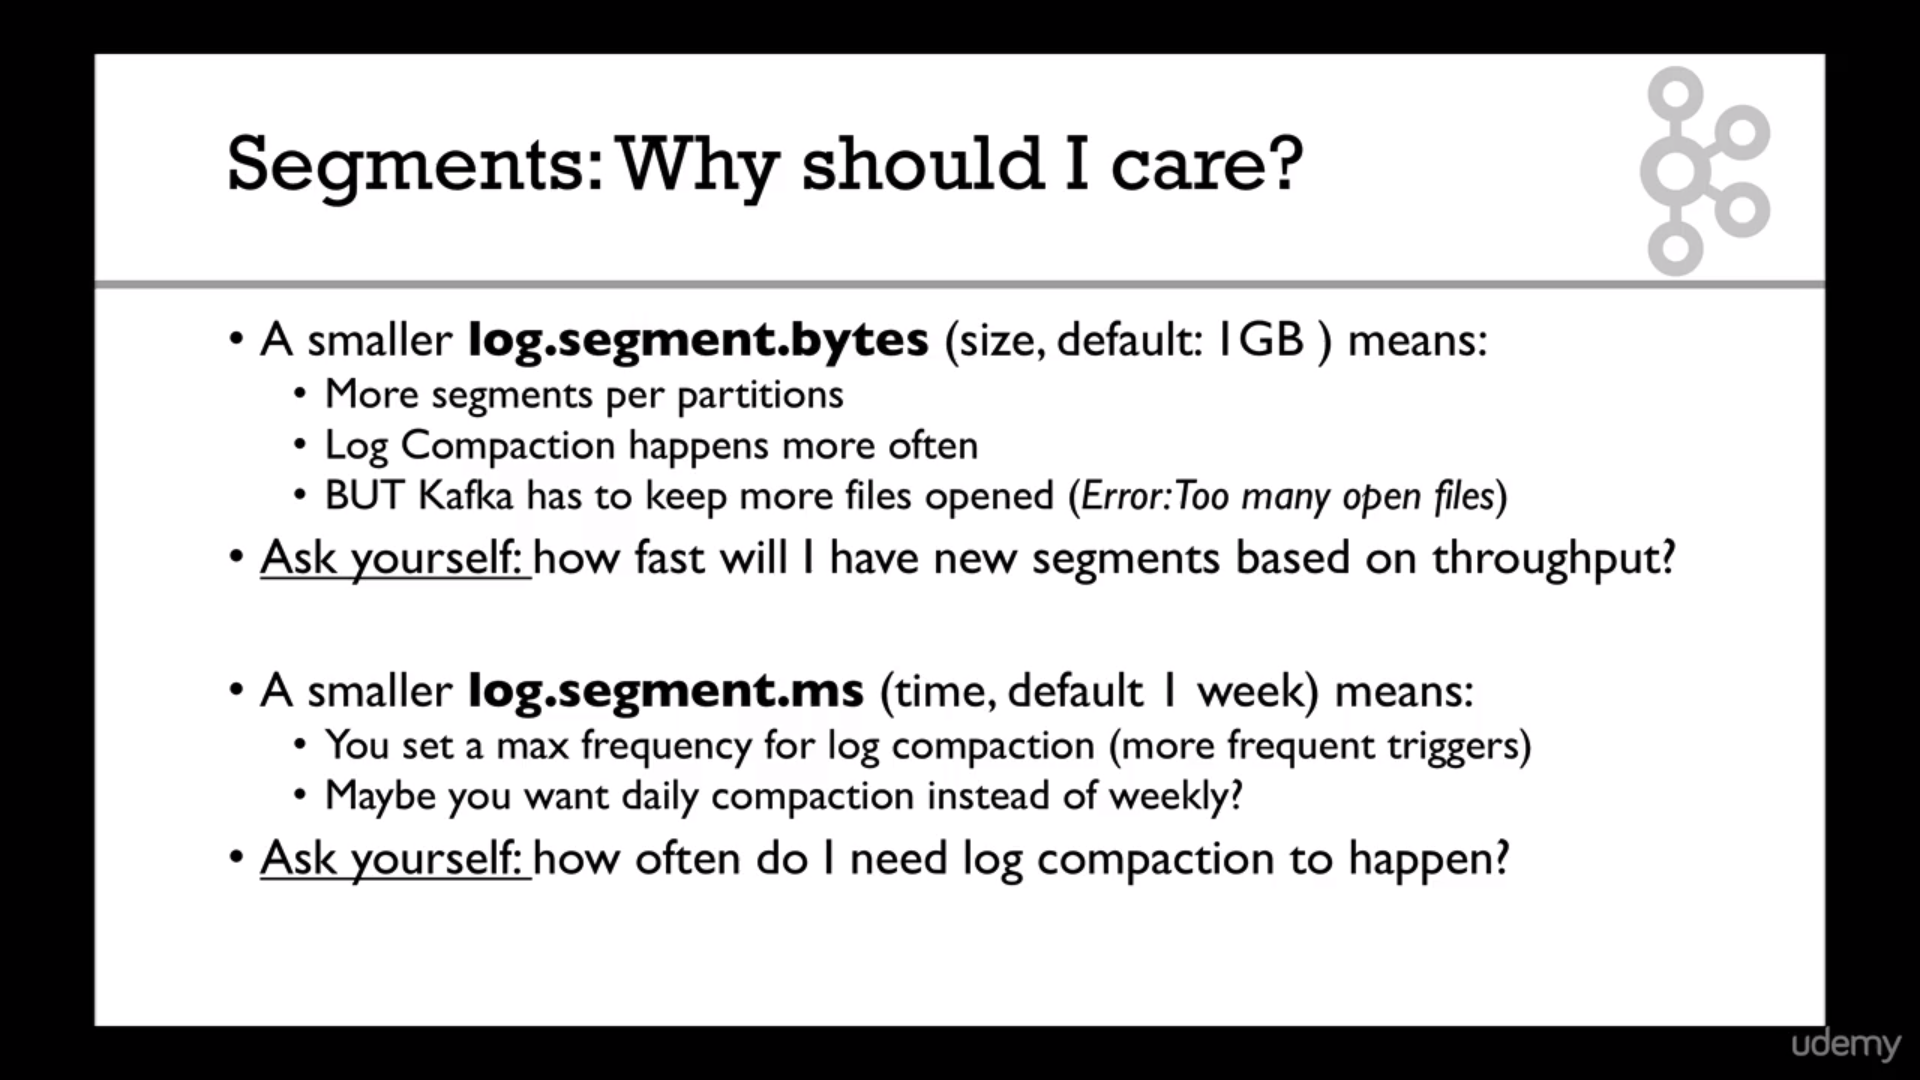 Segments: Why should I care?
• A smaller log.segment.bytes (size, default: 1GB ) means:
• More segments per partitions
• Log Compaction happens more often
• BUT Kafka has to keep more files opened (Error: Too many open files)
• Ask yourself: how fast will I have new segments based on throughput?
• A smaller log.segment.ms (time, default 1 week) means:
• You set a max frequency for log compaction (more frequent triggers)
• Maybe you want daily compaction instead of weekly?
• Ask yourself: how often do I need log compaction to happen?
udemy